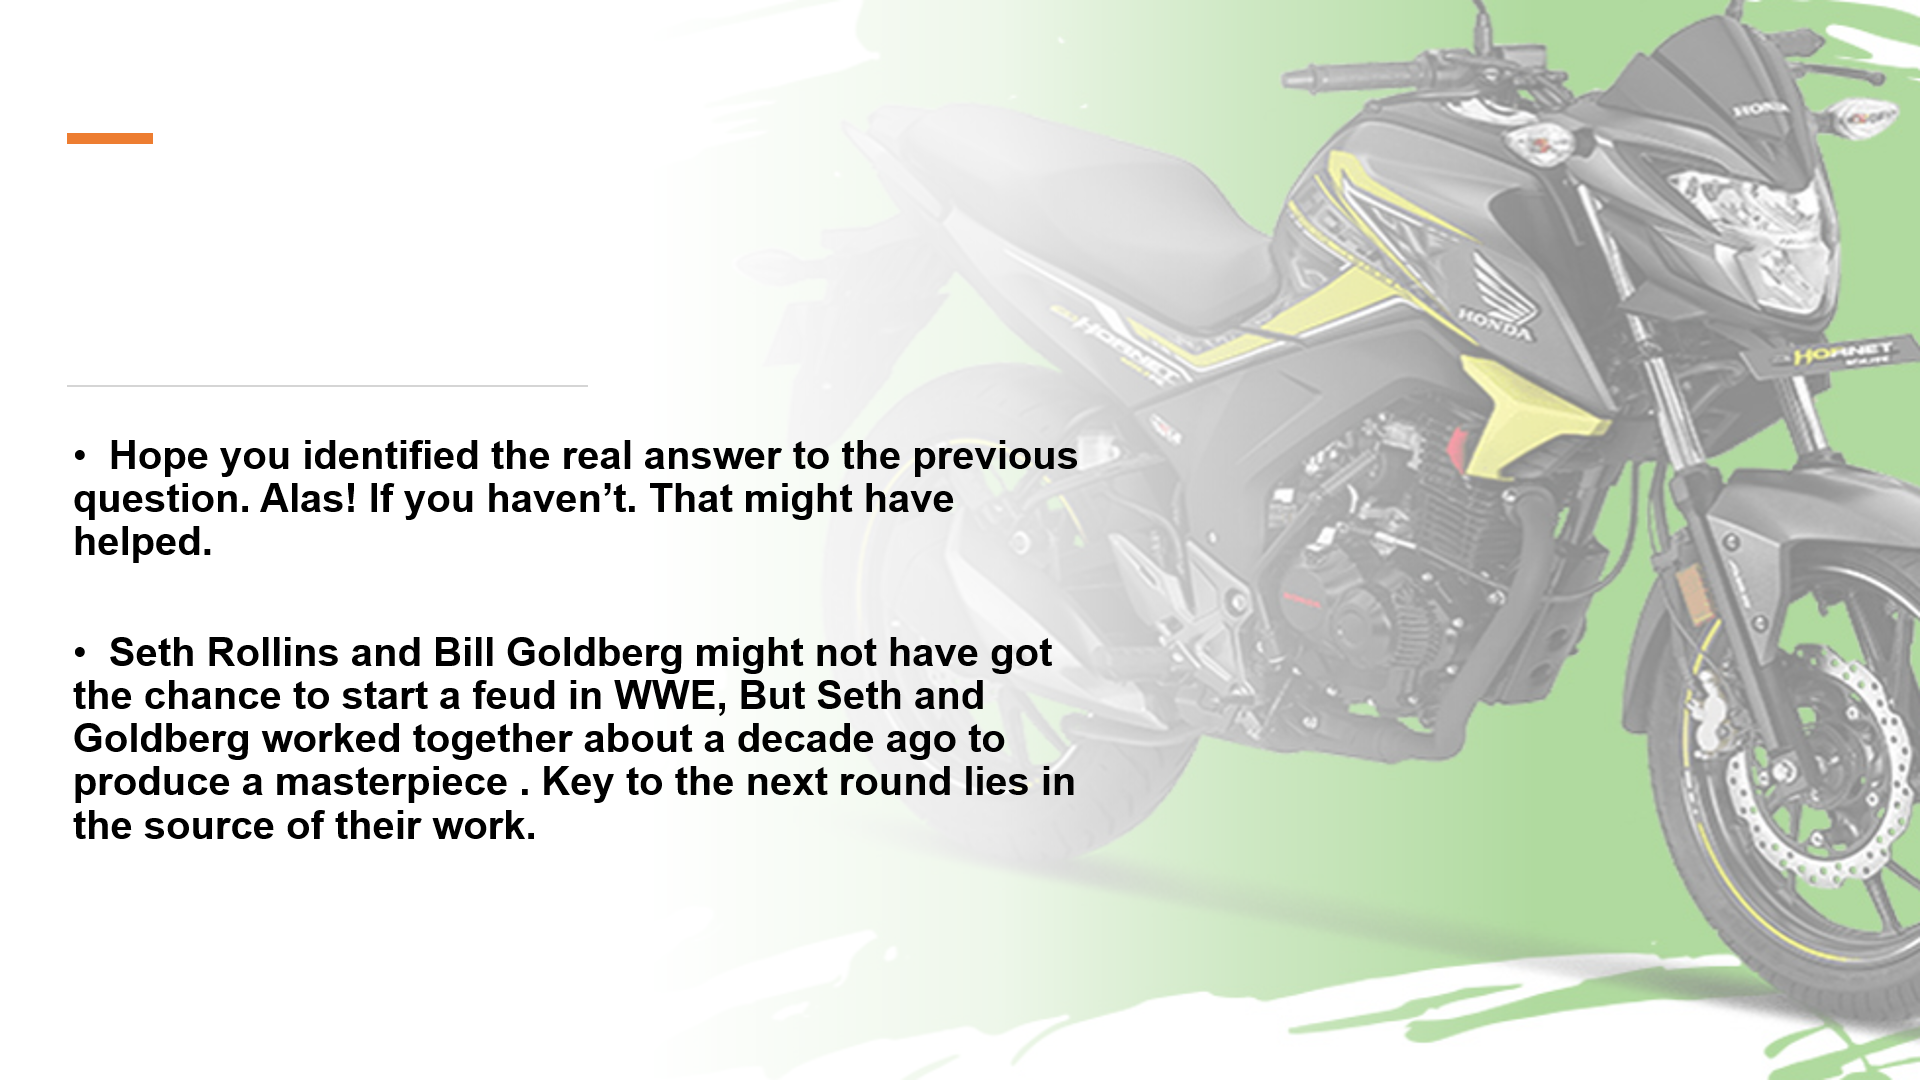 HONDA
HONDA
HORNET
HORNET
• Hope you identified the real answer to the previous
question. Alas! If you haven’t. That might have
helped.
• Seth Rollins and Bill Goldberg might not have got
the chance to start a feud in WWE, But Seth and
Goldberg worked together about a decade ago to
produce a masterpiece . Key to the next round lies in
the source of their work.